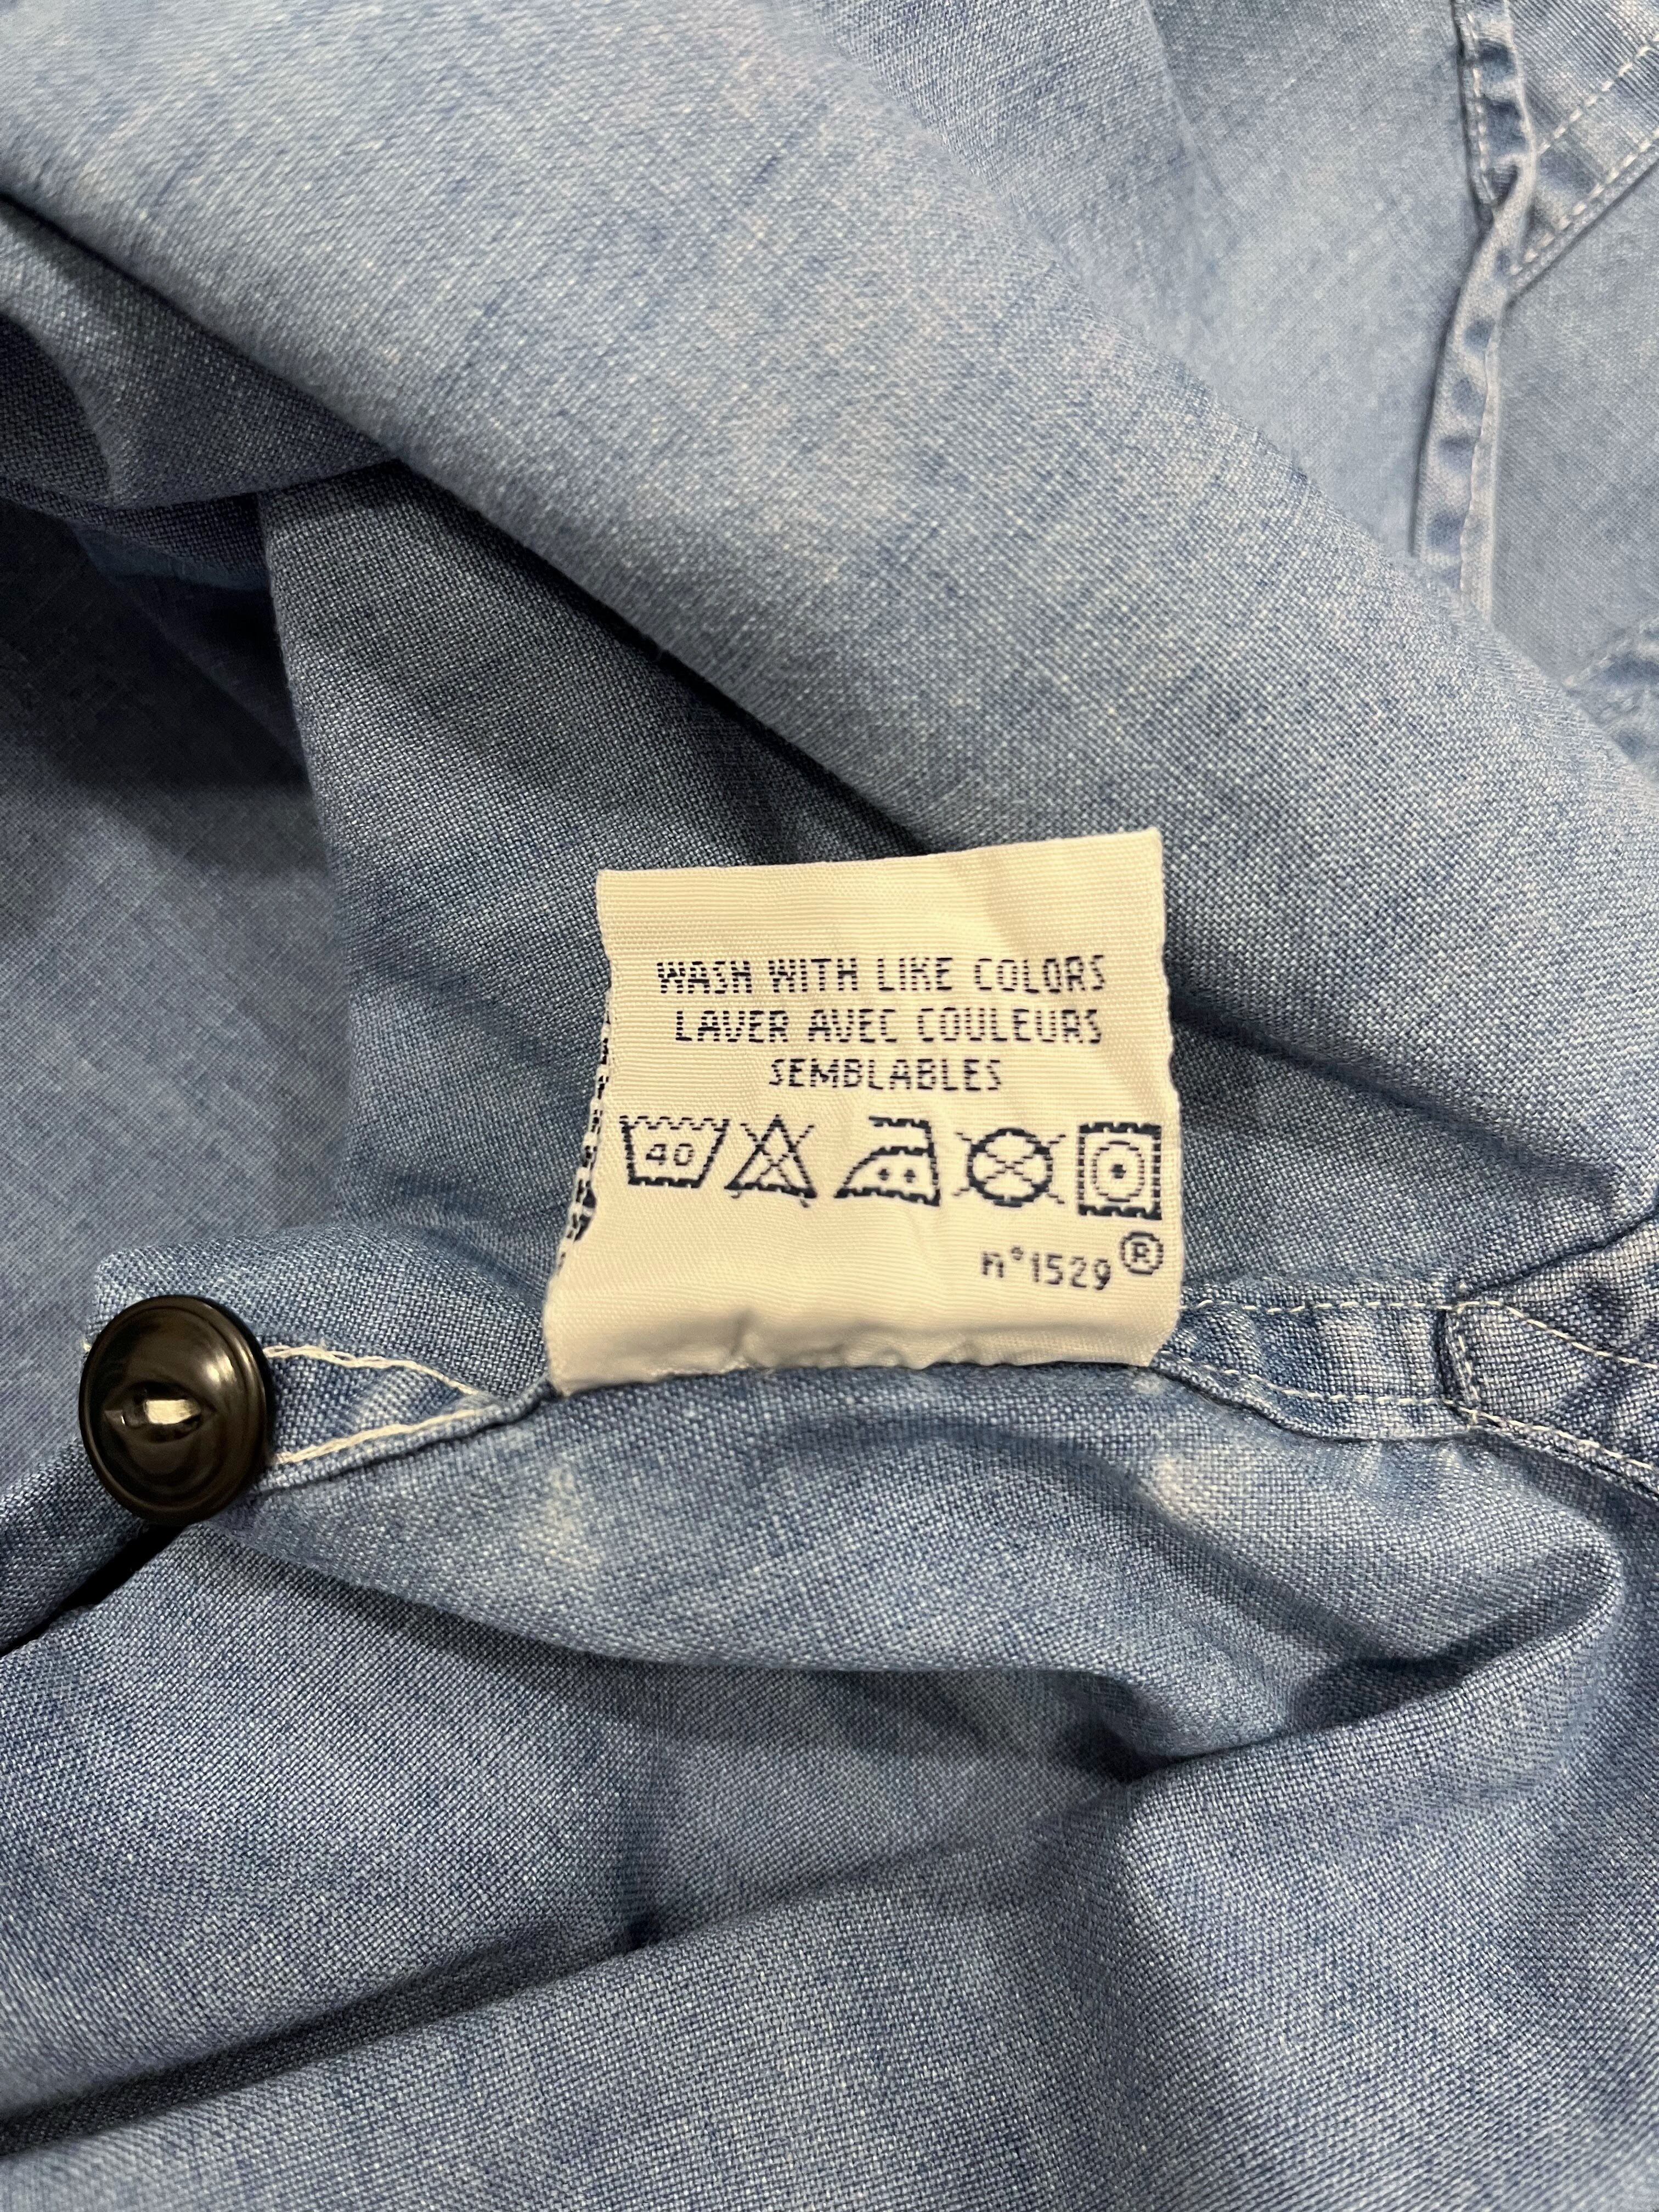 WASH WITH LIKE COLORS
LAVER AVEC COULEURS
SEMBLABLES
40
n°1529®